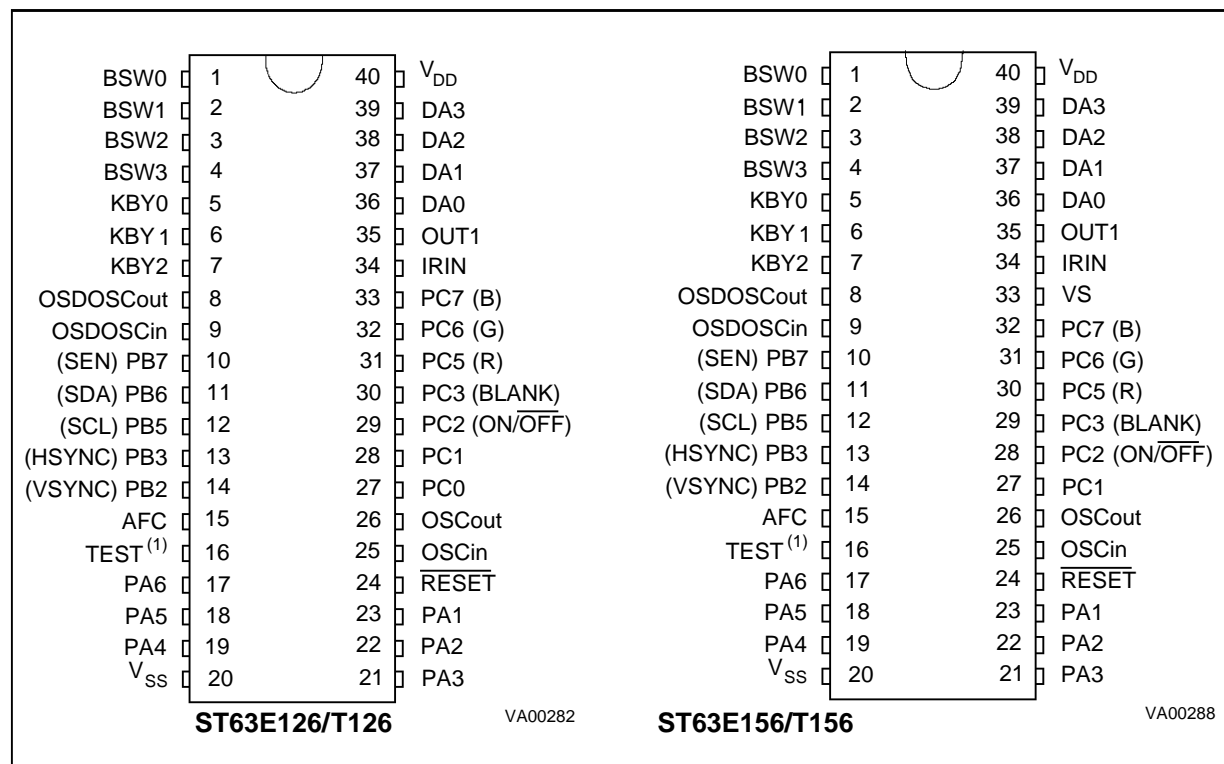 BSW0 1 40 VDD
BSW1 2 39 DA3
BSW2 3 38 DA2
BSW3 4 37 DA1
KBY0 5 36 DA0
KBY1 6 35 OUT1
KBY2 7 34 IRIN
OSDOSCout 8 33 PC7 (B)
OSDOSCin 9 32 PC6 (G)
(SEN) PB7 10 31 PC5 (R)
(SDA) PB6 11 30 PC3 (BLANK)
(SCL) PB5 12 29 PC2 (ON/O̅F̅F̅)
(HSYNC) PB3 13 28 PC1
(VSYNC) PB2 14 27 PC0
AFC 15 26 OSCout
TEST(1) 16 25 OSCin
PA6 17 24 R̅E̅S̅E̅T̅
PA5 18 23 PA1
PA4 19 22 PA2
VSS 20 21 PA3
ST63E126/T126
VA00282
BSW0 1 40 VDD
BSW1 2 39 DA3
BSW2 3 38 DA2
BSW3 4 37 DA1
KBY0 5 36 DA0
KBY1 6 35 OUT1
KBY2 7 34 IRIN
OSDOSCout 8 33 VS
OSDOSCin 9 32 PC7 (B)
(SEN) PB7 10 31 PC6 (G)
(SDA) PB6 11 30 PC5 (R)
(SCL) PB5 12 29 PC3 (BLANK)
(HSYNC) PB3 13 28 PC2 (ON/O̅F̅F̅)
(VSYNC) PB2 14 27 PC1
AFC 15 26 OSCout
TEST(1) 16 25 OSCin
PA6 17 24 R̅E̅S̅E̅T̅
PA5 18 23 PA1
PA4 19 22 PA2
VSS 20 21 PA3
ST63E156/T156
VA00288